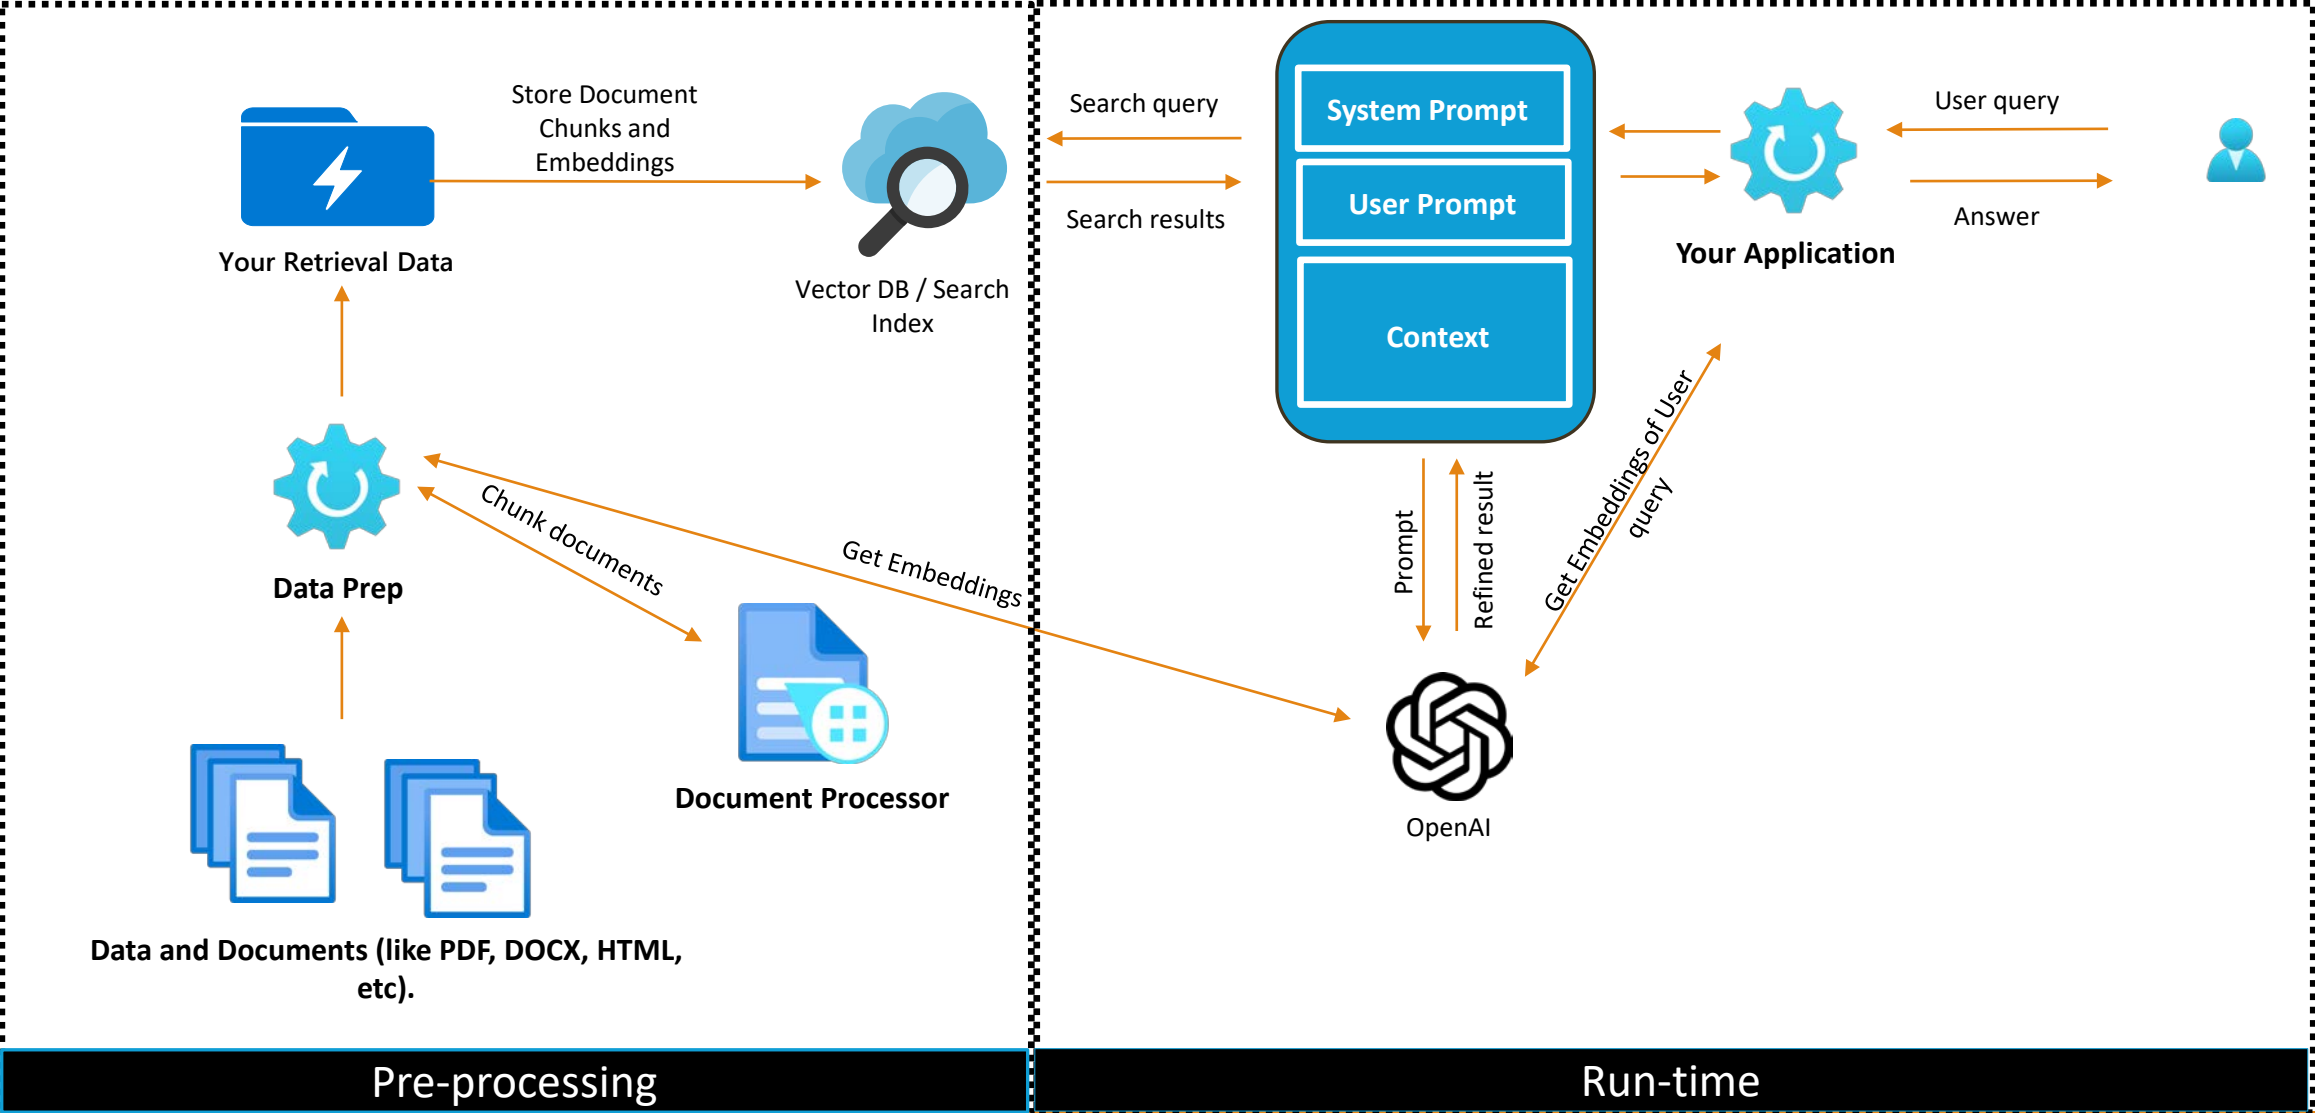 Store Document
Chunks and
Embeddings
Your Retrieval Data
Vector DB / Search
Index
Data Prep
Chunk documents
Get Embeddings
Document Processor
Data and Documents (like PDF, DOCX, HTML,
etc).
Pre-processing
Search query
Search results
System Prompt
User Prompt
Context
User query
Answer
Your Application
Prompt
Refined result
Get Embeddings of User
query
OpenAI
Run-time